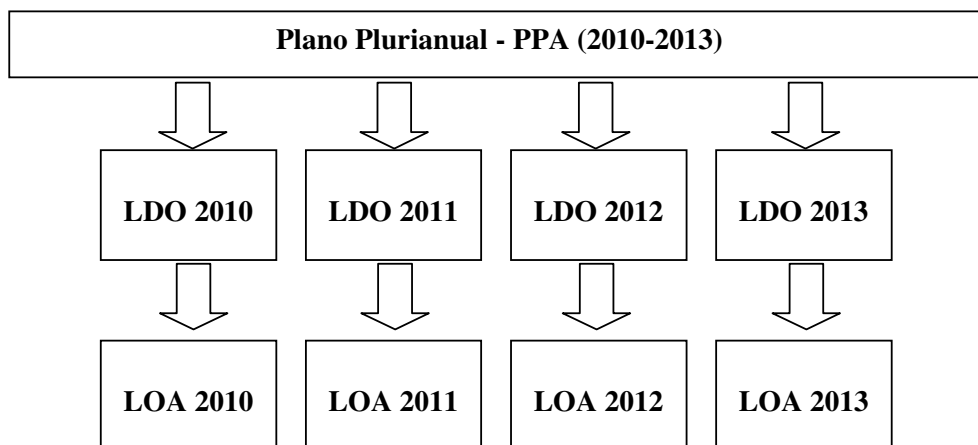 Plano Plurianual - PPA (2010-2013)
LDO 2010
LDO 2011
LDO 2012
LDO 2013
LOA 2010
LOA 2011
LOA 2012
LOA 2013